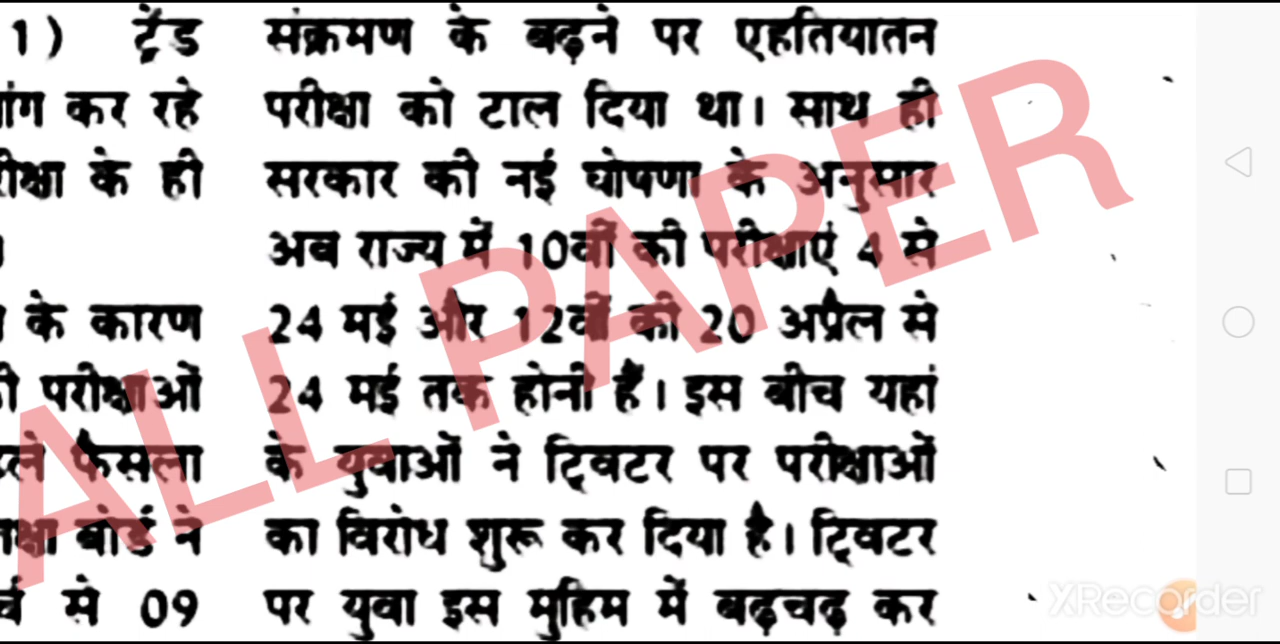 1) ट्रेंड
कर रहे
के ही
के कारण
परीक्षाओं
फैसला
बोर्ड ने
से 09
संक्रमण के बढ़ने पर एहतियातन
परीक्षा को टाल दिया था। साथ ही
सरकार की नई घोषणा के अनुसार
अब राज्य में 10वीं की परीक्षाएं 4 से
24 मई और 12वीं की 20 अप्रैल से
24 मई तक होनी हैं। इस बीच यहां
के युवाओं ने ट्विटर पर परीक्षाओं
का विरोध शुरू कर दिया है। ट्विटर
पर युवा इस मुहिम में बढ़चढ़ कर
ALL PAPER
XRecorder